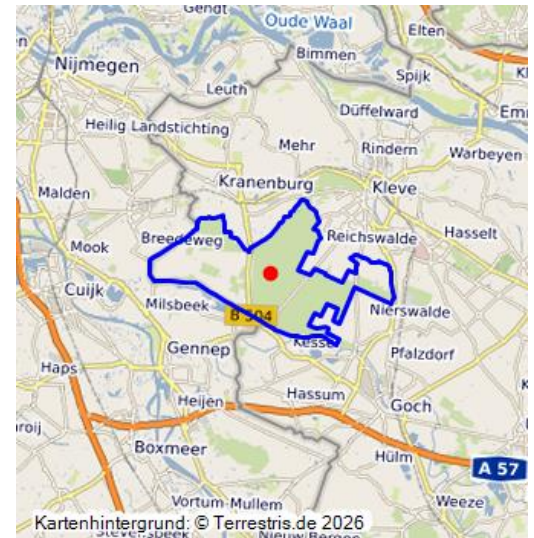 Gendt
Oude Waal
Elten
Nijmegen
Bimmen
Spijk
Leuth
Düffelward
Heilig Landstichting
Mehr
Rindern
Warbeyen
Kranenburg
Kleve
Malden
Hasselt
Mook
Breedeweg
Reichswalde
Cuijk
Milsbeek
B 504
Nierswalde
Gennep
Kessel
Pfalzdorf
Haps
Hassum
Heijen
Goch
Boxmeer
Hülm
A 57
Vortum-Mullem
Weeze
Kartenhintergrund: © Terrestris.de 2026